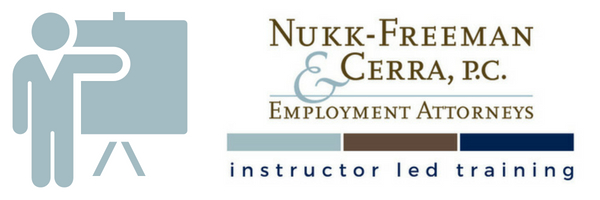 NUKK-FREEMAN
& CERRA, P.C.
EMPLOYMENT ATTORNEYS
instructor led training